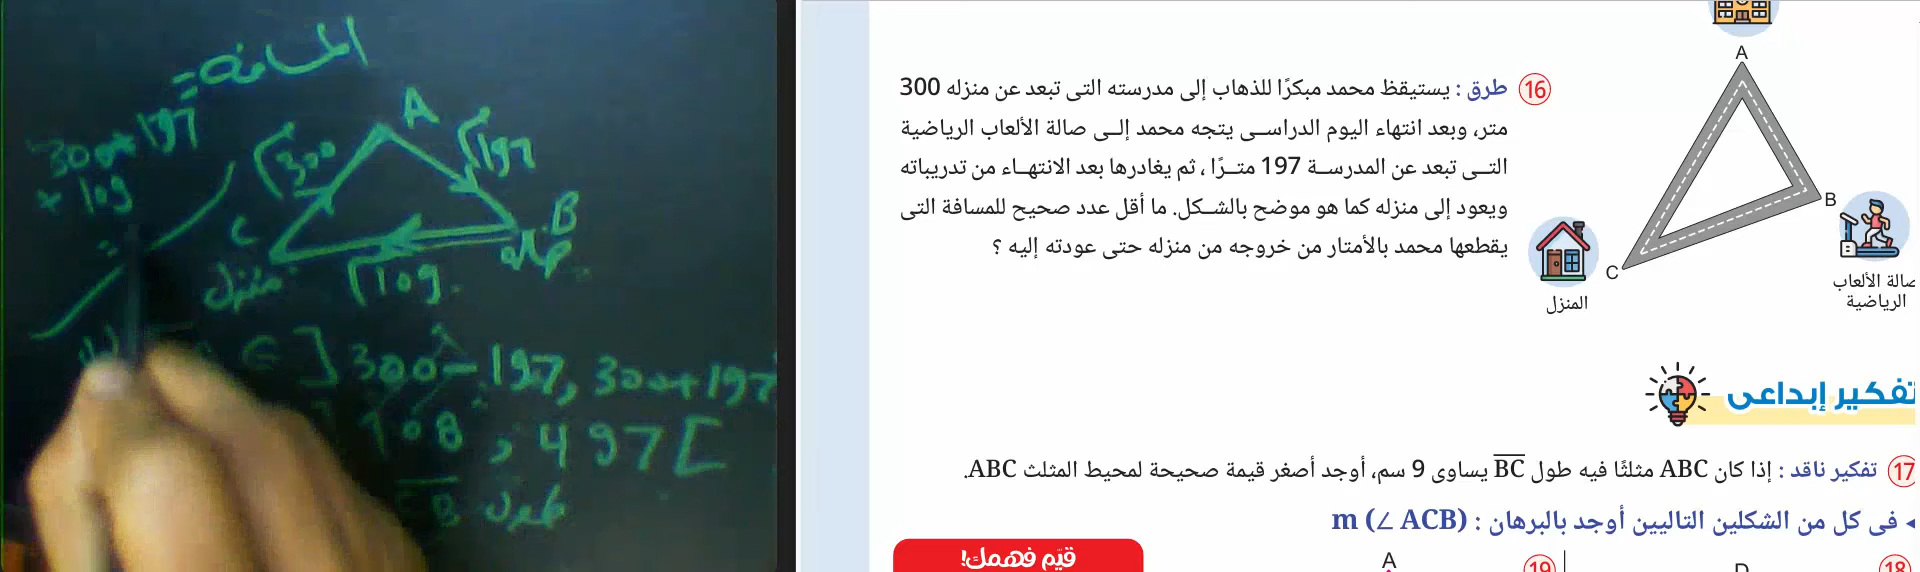 المسافة =
300 + 197
+ 109
=
A
م 300
م 197
B
صالة
C
منزل
م 109
] 300 - 197 , 300 + 197
108 , 497 [
طول B
A
16 طرق : يستيقظ محمد مبكرًا للذهاب إلى مدرسته التى تبعد عن منزله 300
متر، وبعد انتهاء اليوم الدراسى يتجه محمد إلى صالة الألعاب الرياضية
التى تبعد عن المدرسة 197 مترًا ، ثم يغادرها بعد الانتهاء من تدريباته
ويعود إلى منزله كما هو موضح بالشكل. ما أقل عدد صحيح للمسافة التى
يقطعها محمد بالأمتار من خروجه من منزله حتى عودته إليه ؟
B
C
صالة الألعاب
الرياضية
المنزل
تفكير إبداعى
17 تفكير ناقد : إذا كان ABC مثلثًا فيه طول BC يساوى 9 سم، أوجد أصغر قيمة صحيحة لمحيط المثلث ABC.
فى كل من الشكلين التاليين أوجد بالبرهان : m (∠ ACB)
قيّم فهمك!
A
19
D
18